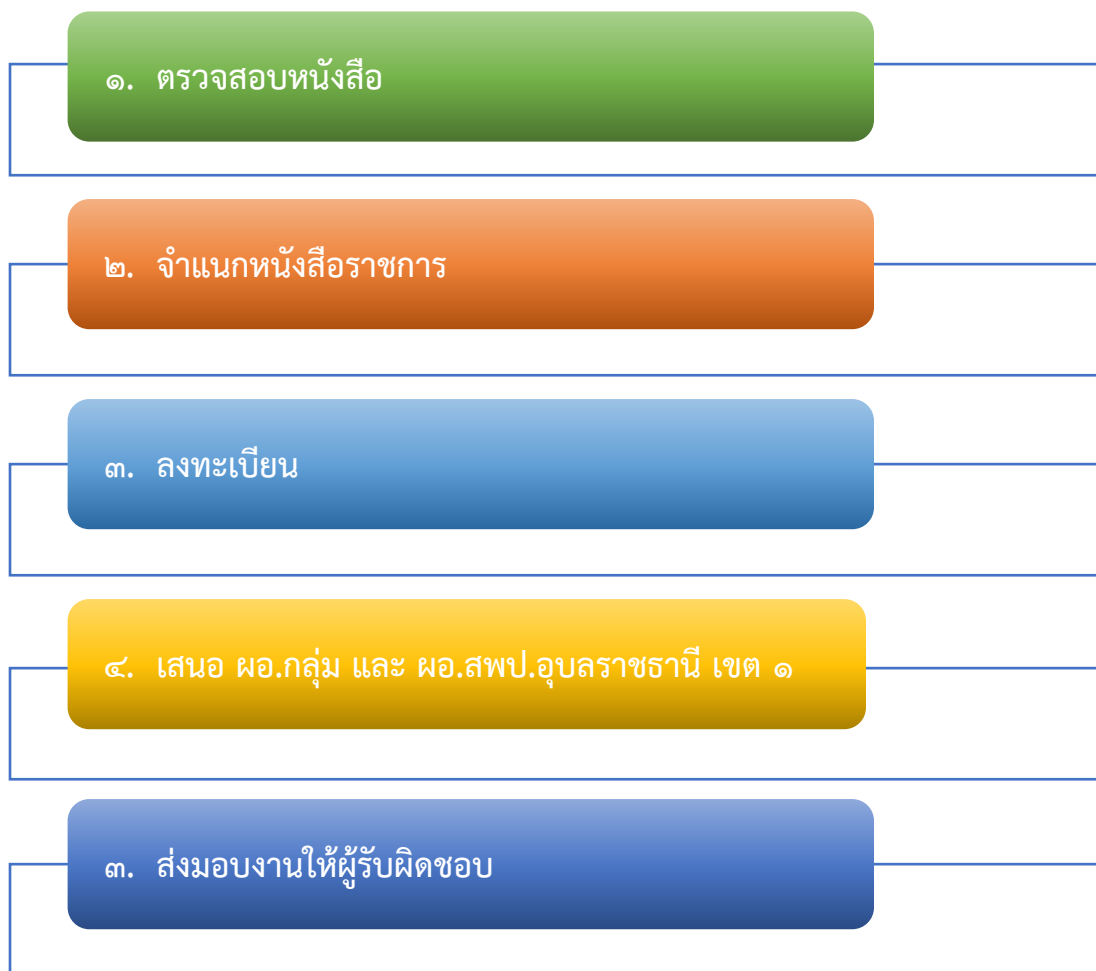 ๑. ตรวจสอบหนังสือ
๒. จำแนกหนังสือราชการ
๓. ลงทะเบียน
๔. เสนอ ผอ.กลุ่ม และ ผอ.สพป.อุบลราชธานี เขต ๑
๓. ส่งมอบงานให้ผู้รับผิดชอบ